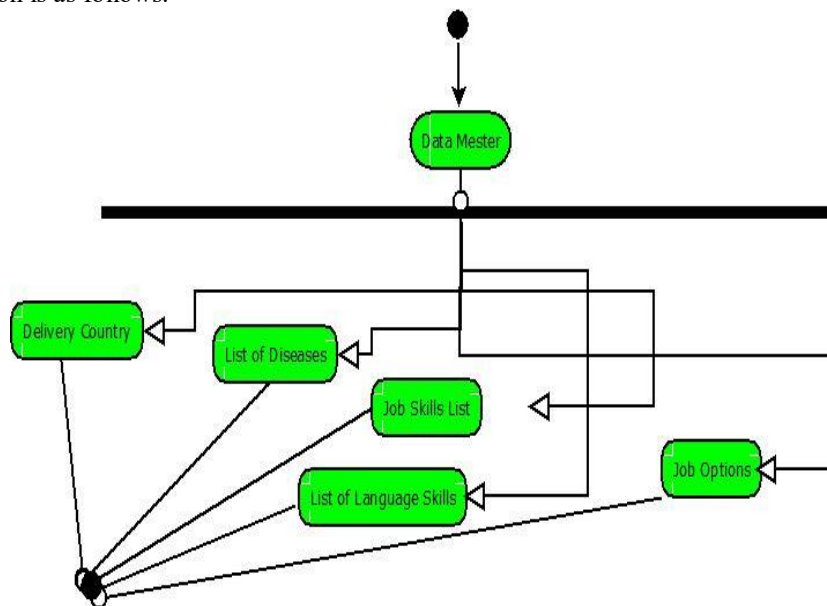 on is as follows.
Data Mester
Delivery Country
List of Diseases
Job Skills List
Job Options
List of Language Skills